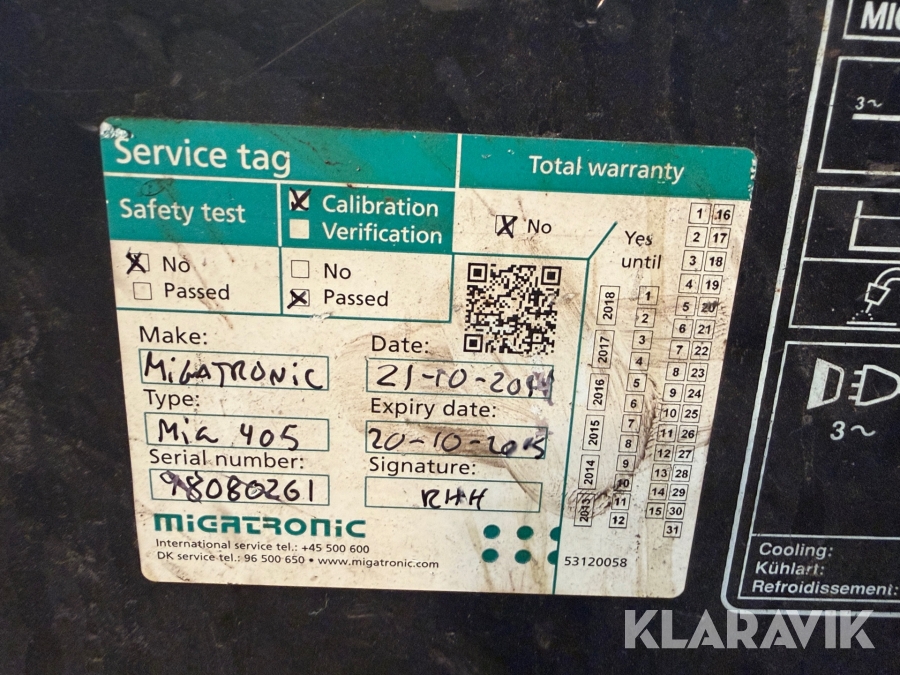 Service tag
Total warranty
Safety test
Calibration
Verification
No
Passed
No
Passed
No
Yes
until
Make:
MIGATRONIC
Type:
Mig 405
Serial number:
98080261
Date:
21-10-2014
Expiry date:
20-10-2015
Signature:
RHH
2018
2017
2016
2015
2014
2013
1
2
3
4
5
6
7
8
9
10
11
12
1 16
2 17
3 18
4 19
5 20
6 21
7 22
8 23
9 24
10 25
11 26
12 27
13 28
14 29
15 30
31
MIGATRONIC
International service tel.: +45 500 600
DK service tel.: 96 500 650 • www.migatronic.com
53120058
3~
3~
Cooling:
Kühlart:
Refroidissement:
KLARAVIK